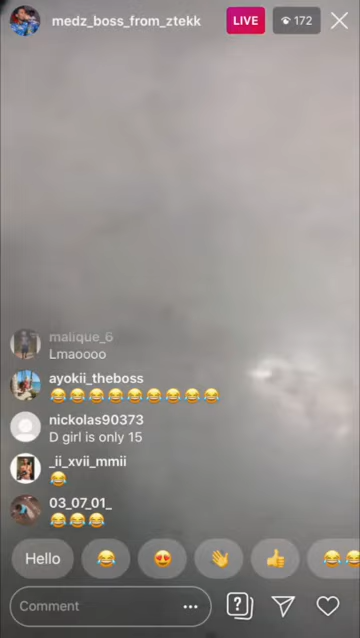 medz_boss_from_ztekk
LIVE
172
malique_6
Lmaoooo
ayokii_theboss
😂😂😂😂😂😂😂😂😂
nickolas90373
D girl is only 15
_ii_xvii_mmii
😂
03_07_01_
😂😂😂
Hello
Comment